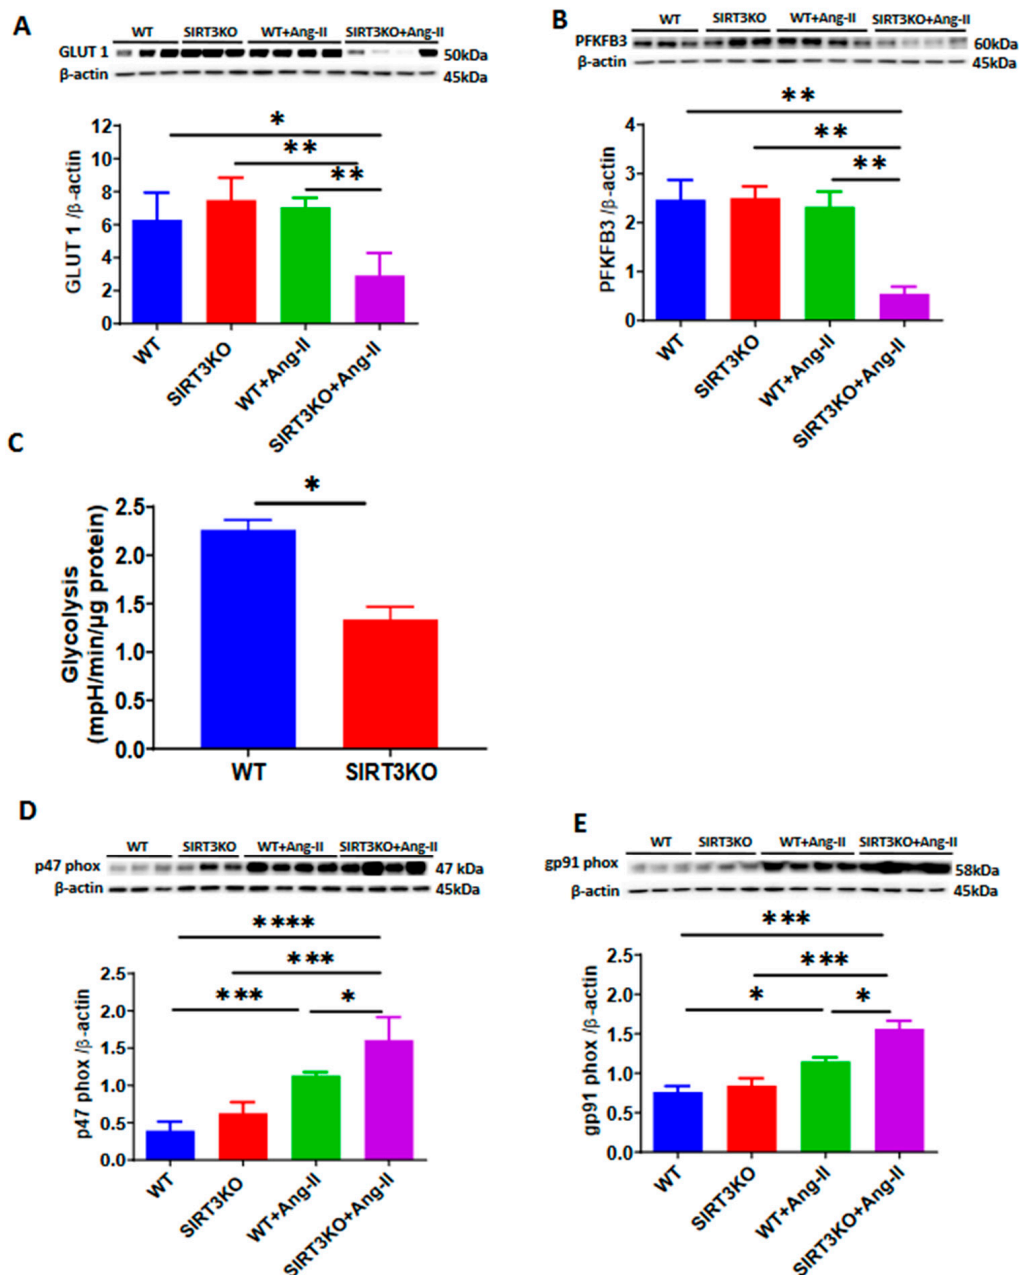 A
WT SIRT3KO WT+Ang-II SIRT3KO+Ang-II
GLUT 1 50kDa
β-actin 45kDa
*
**
**
GLUT 1 /β-actin
12
10
8
6
4
2
0
WT
SIRT3KO
WT+Ang-II
SIRT3KO+Ang-II
B
WT SIRT3KO WT+Ang-II SIRT3KO+Ang-II
PFKFB3 60kDa
β-actin 45kDa
**
**
**
PFKFB3 /β-actin
4
3
2
1
0
WT
SIRT3KO
WT+Ang-II
SIRT3KO+Ang-II
C
*
Glycolysis
(mpH/min/µg protein)
2.5
2.0
1.5
1.0
0.5
0.0
WT SIRT3KO
D
WT SIRT3KO WT+Ang-II SIRT3KO+Ang-II
p47 phox 47 kDa
β-actin 45kDa
****
***
*** *
p47 phox /β-actin
2.5
2.0
1.5
1.0
0.5
0.0
WT
SIRT3KO
WT+Ang-II
SIRT3KO+Ang-II
E
WT SIRT3KO WT+Ang-II SIRT3KO+Ang-II
gp91 phox 58kDa
β-actin 45kDa
***
***
* *
gp91 phox /β-actin
2.5
2.0
1.5
1.0
0.5
0.0
WT
SIRT3KO
WT+Ang-II
SIRT3KO+Ang-II